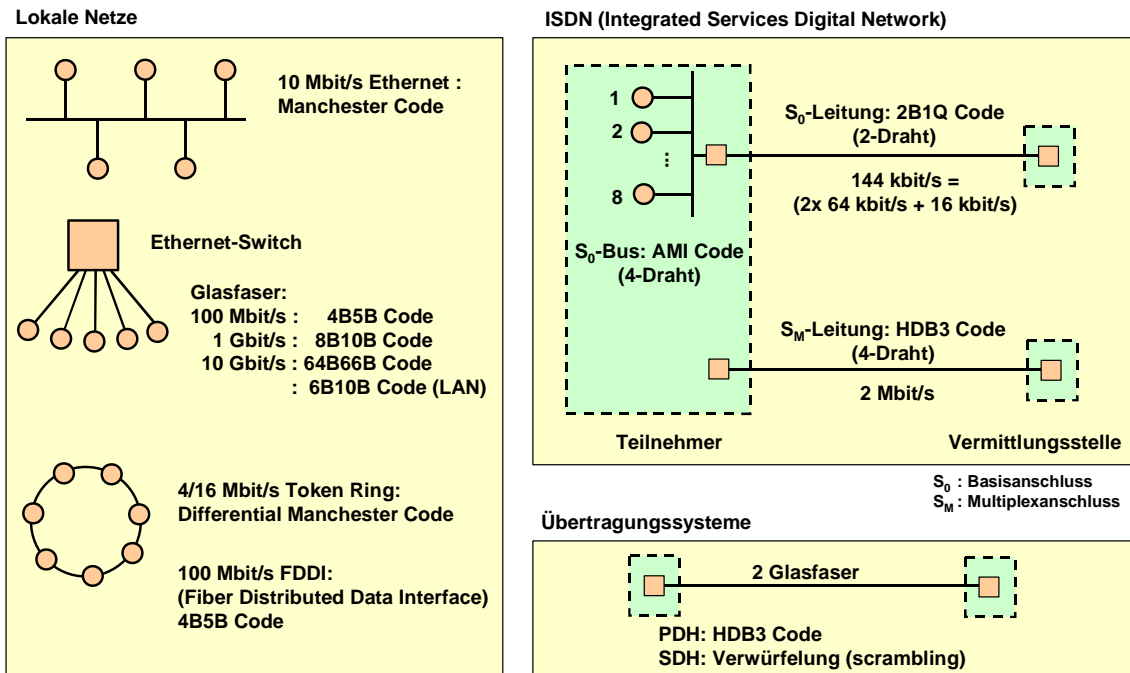 Lokale Netze
10 Mbit/s Ethernet :
Manchester Code
Ethernet-Switch
Glasfaser:
100 Mbit/s : 4B5B Code
1 Gbit/s : 8B10B Code
10 Gbit/s : 64B66B Code
: 6B10B Code (LAN)
4/16 Mbit/s Token Ring:
Differential Manchester Code
100 Mbit/s FDDI:
(Fiber Distributed Data Interface)
4B5B Code
ISDN (Integrated Services Digital Network)
1
2
...
8
S0-Bus: AMI Code
(4-Draht)
S0-Leitung: 2B1Q Code
(2-Draht)
144 kbit/s =
(2x 64 kbit/s + 16 kbit/s)
SM-Leitung: HDB3 Code
(4-Draht)
2 Mbit/s
Teilnehmer
Vermittlungsstelle
S0 : Basisanschluss
SM : Multiplexanschluss
Übertragungssysteme
2 Glasfaser
PDH: HDB3 Code
SDH: Verwürfelung (scrambling)